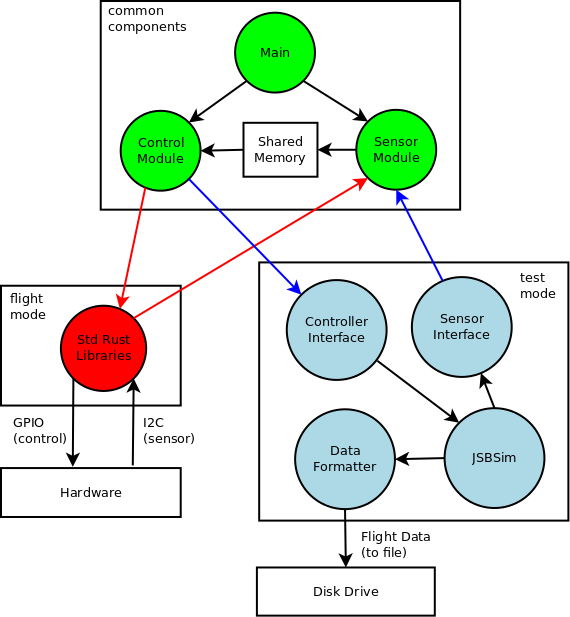 common
components
Main
Control
Module
Shared
Memory
Sensor
Module
flight
mode
Std Rust
Libraries
GPIO
(control)
I2C
(sensor)
Hardware
test
mode
Controller
Interface
Sensor
Interface
Data
Formatter
JSBSim
Flight Data
(to file)
Disk Drive